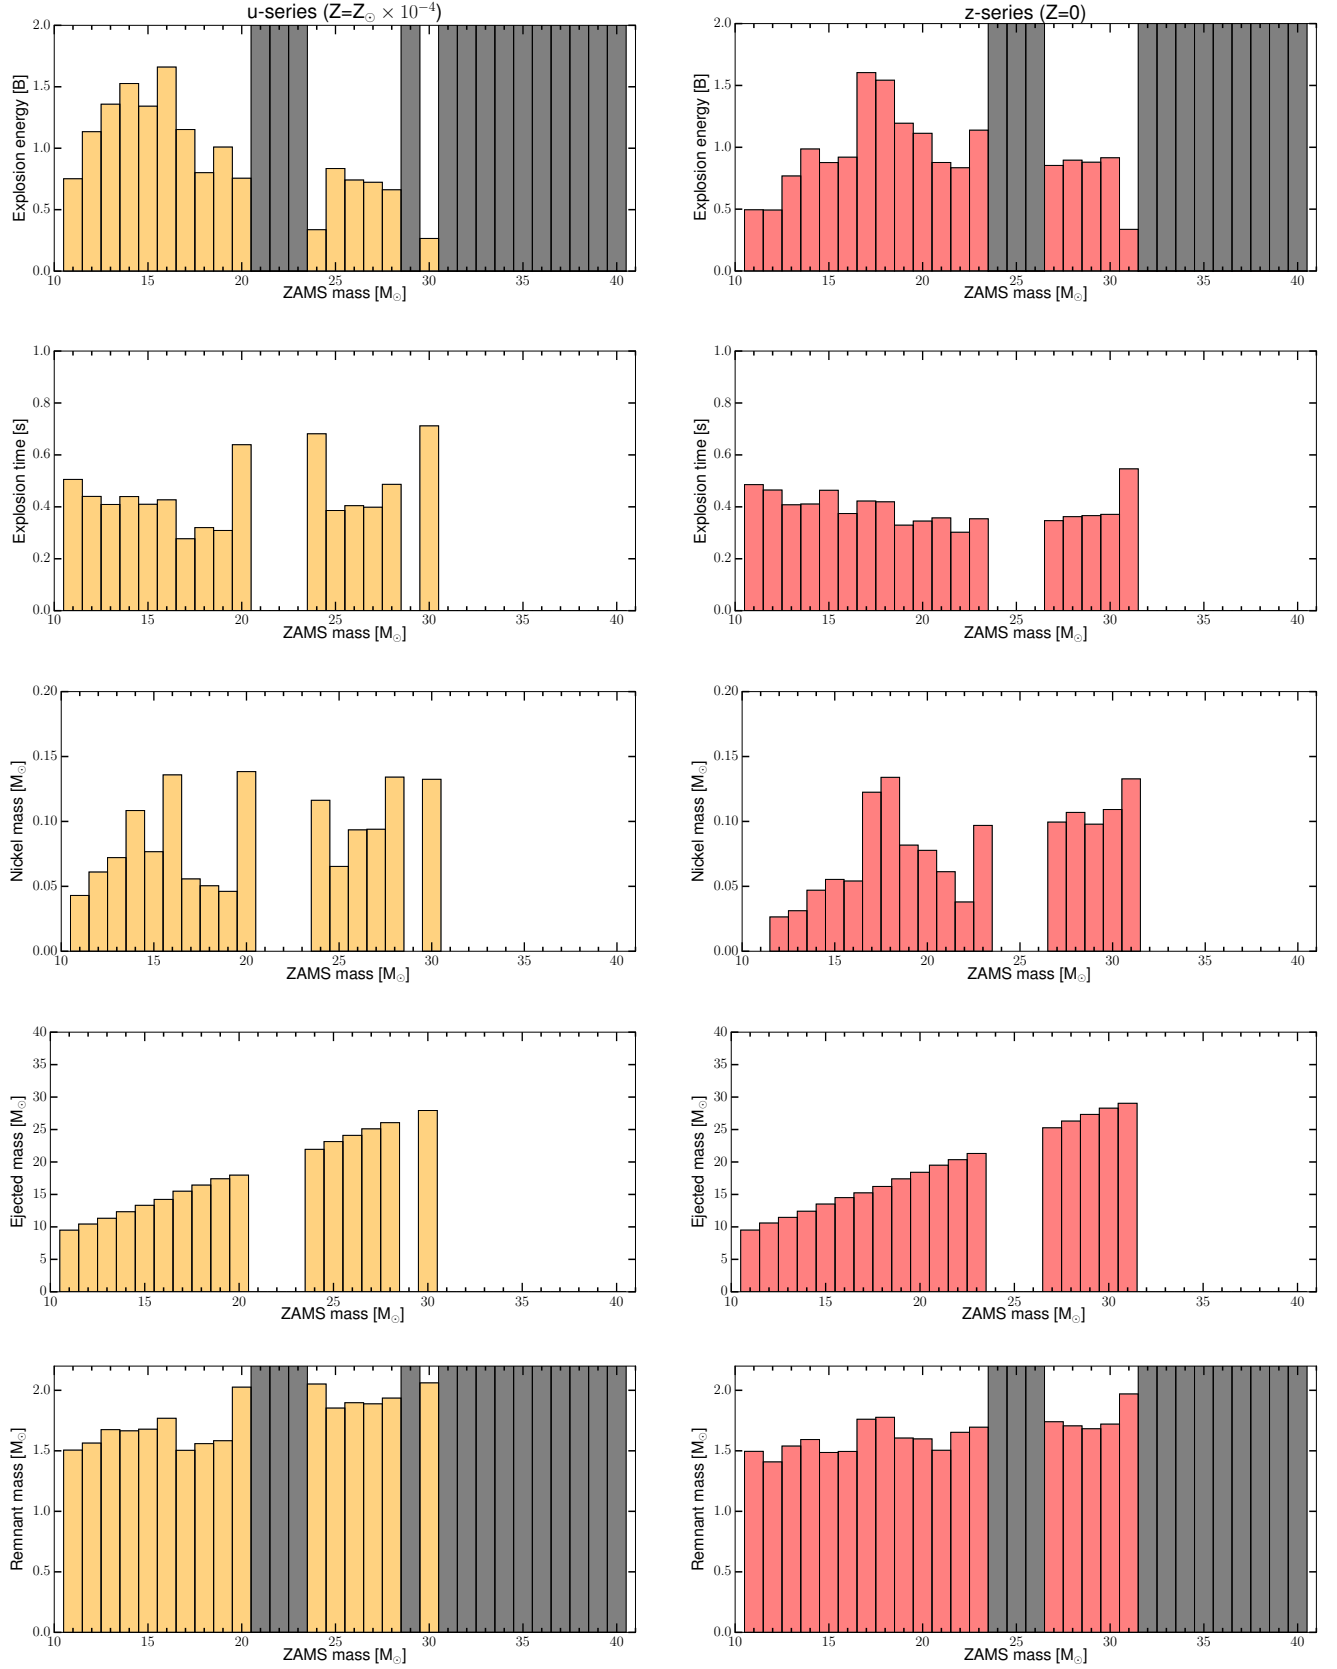 u-series (Z=Z⊙ × 10⁻⁴)
2.0
1.5
1.0
0.5
0.0
10 15 20 25 30 35 40
Explosion energy [B]
ZAMS mass [M⊙]
z-series (Z=0)
2.0
1.5
1.0
0.5
0.0
10 15 20 25 30 35 40
Explosion energy [B]
ZAMS mass [M⊙]
1.0
0.8
0.6
0.4
0.2
0.0
10 15 20 25 30 35 40
Explosion time [s]
ZAMS mass [M⊙]
1.0
0.8
0.6
0.4
0.2
0.0
10 15 20 25 30 35 40
Explosion time [s]
ZAMS mass [M⊙]
0.20
0.15
0.10
0.05
0.00
10 15 20 25 30 35 40
Nickel mass [M⊙]
ZAMS mass [M⊙]
0.20
0.15
0.10
0.05
0.00
10 15 20 25 30 35 40
Nickel mass [M⊙]
ZAMS mass [M⊙]
40
35
30
25
20
15
10
5
0
10 15 20 25 30 35 40
Ejected mass [M⊙]
ZAMS mass [M⊙]
40
35
30
25
20
15
10
5
0
10 15 20 25 30 35 40
Ejected mass [M⊙]
ZAMS mass [M⊙]
2.0
1.5
1.0
0.5
0.0
10 15 20 25 30 35 40
Remnant mass [M⊙]
ZAMS mass [M⊙]
2.0
1.5
1.0
0.5
0.0
10 15 20 25 30 35 40
Remnant mass [M⊙]
ZAMS mass [M⊙]